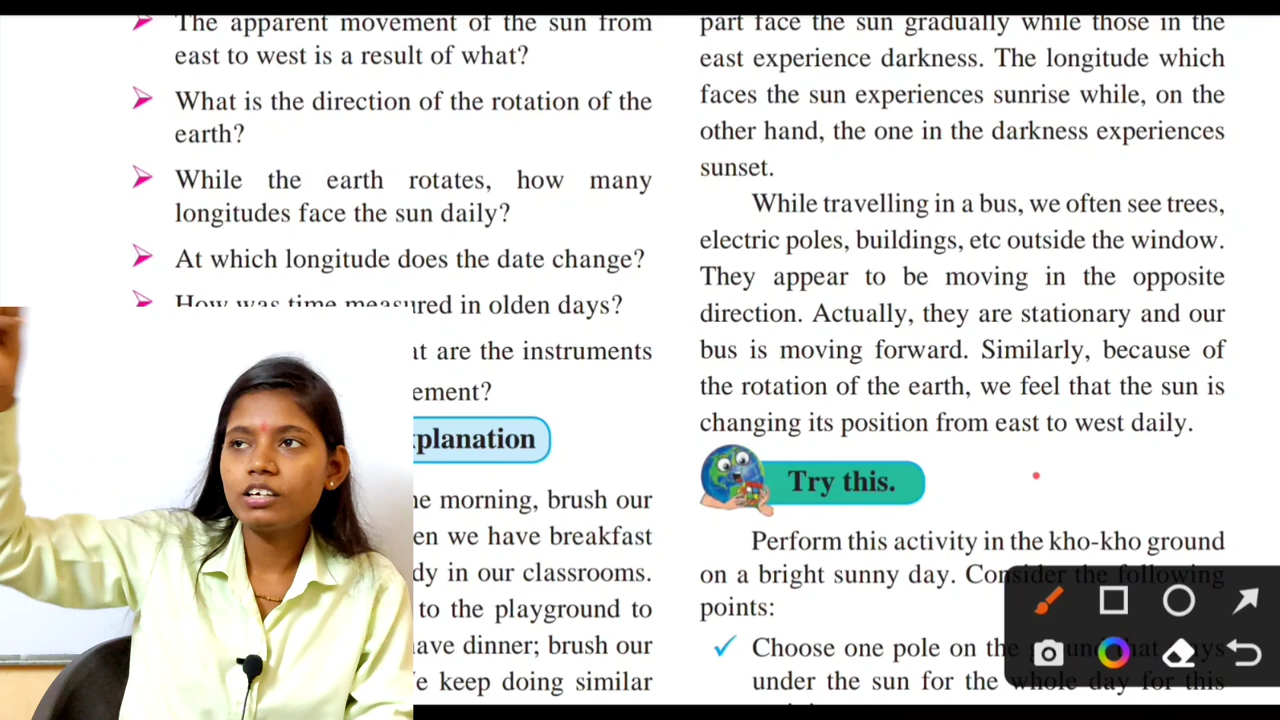 The apparent movement of the sun from
east to west is a result of what?
What is the direction of the rotation of the
earth?
While the earth rotates, how many
longitudes face the sun daily?
At which longitude does the date change?
How was time measured in olden days?
at are the instruments
ement?
planation
ne morning, brush our
en we have breakfast
dy in our classrooms.
to the playground to
ave dinner; brush our
e keep doing similar
part face the sun gradually while those in the
east experience darkness. The longitude which
faces the sun experiences sunrise while, on the
other hand, the one in the darkness experiences
sunset.
While travelling in a bus, we often see trees,
electric poles, buildings, etc outside the window.
They appear to be moving in the opposite
direction. Actually, they are stationary and our
bus is moving forward. Similarly, because of
the rotation of the earth, we feel that the sun is
changing its position from east to west daily.
Try this.
Perform this activity in the kho-kho ground
on a bright sunny day. Consider the following
points:
Choose one pole on the ground that stays
under the sun for the whole day for this